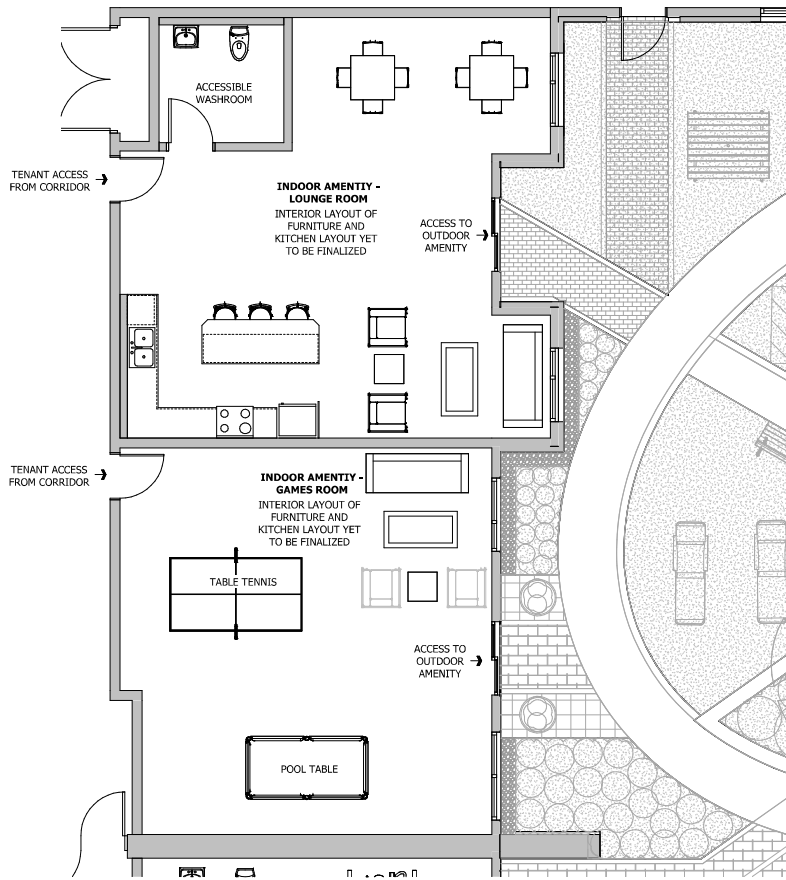 ACCESSIBLE
WASHROOM
TENANT ACCESS
FROM CORRIDOR
INDOOR AMENTIY -
LOUNGE ROOM
INTERIOR LAYOUT OF
FURNITURE AND
KITCHEN LAYOUT YET
TO BE FINALIZED
ACCESS TO
OUTDOOR
AMENITY
TENANT ACCESS
FROM CORRIDOR
INDOOR AMENTIY -
GAMES ROOM
INTERIOR LAYOUT OF
FURNITURE AND
KITCHEN LAYOUT YET
TO BE FINALIZED
TABLE TENNIS
ACCESS TO
OUTDOOR
AMENITY
POOL TABLE